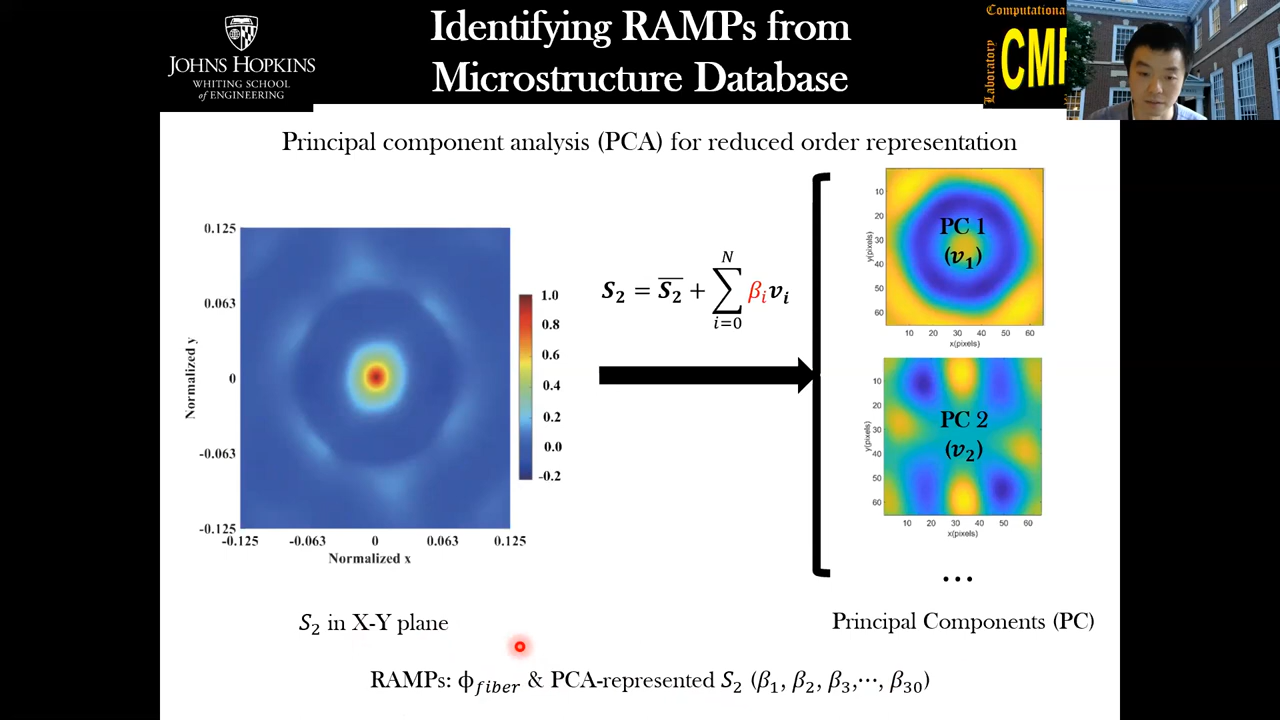 JOHNS HOPKINS
WHITING SCHOOL
of ENGINEERING
Identifying RAMPs from
Microstructure Database
Computationa
Laboratory
CMR
Principal component analysis (PCA) for reduced order representation
0.125
0.063
0
-0.063
-0.125
Normalized y
-0.125 -0.063 0 0.063 0.125
Normalized x
1.0
0.8
0.6
0.4
0.2
0.0
-0.2
S₂ = S̅₂ + ∑ᵢ₌₀ᴺ βᵢvᵢ
PC 1
(v₁)
10
20
30
40
50
60
y(pixels)
10 20 30 40 50 60
x(pixels)
PC 2
(v₂)
10
20
30
40
50
60
y(pixels)
10 20 30 40 50 60
x(pixels)
...
S₂ in X-Y plane
Principal Components (PC)
RAMPs: ϕ_fiber & PCA-represented S₂ (β₁, β₂, β₃,⋯, β₃₀)